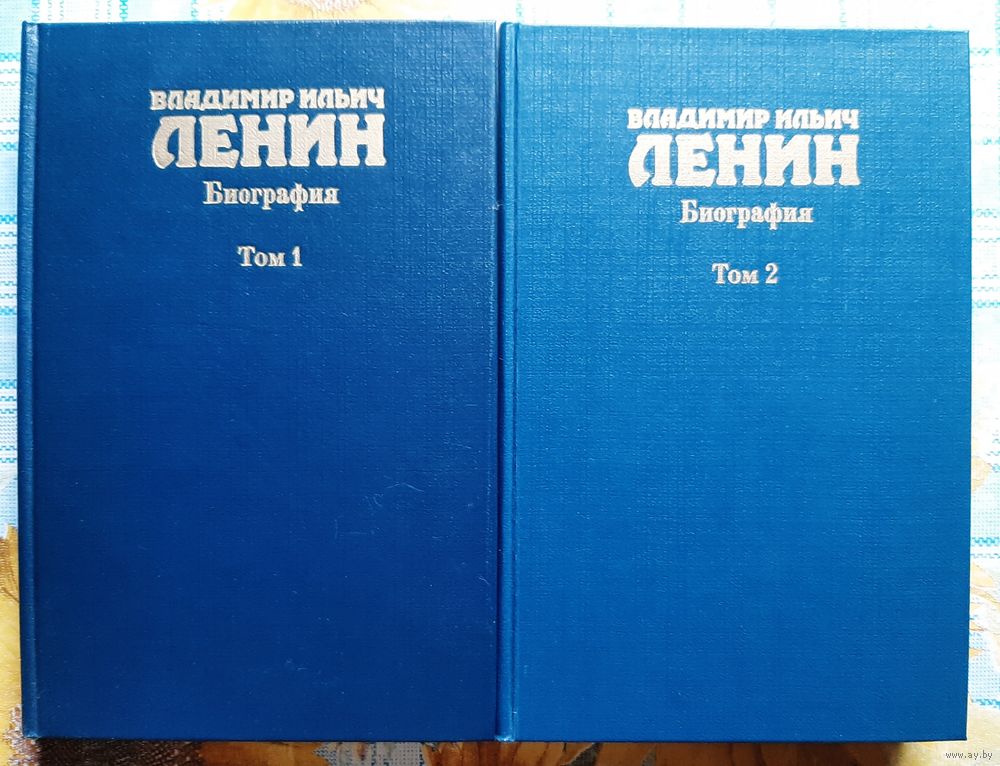 ВЛАДИМИР ИЛЬИЧ
ЛЕНИН
Биография
Том 1
ВЛАДИМИР ИЛЬИЧ
ЛЕНИН
Биография
Том 2
www.ay.by